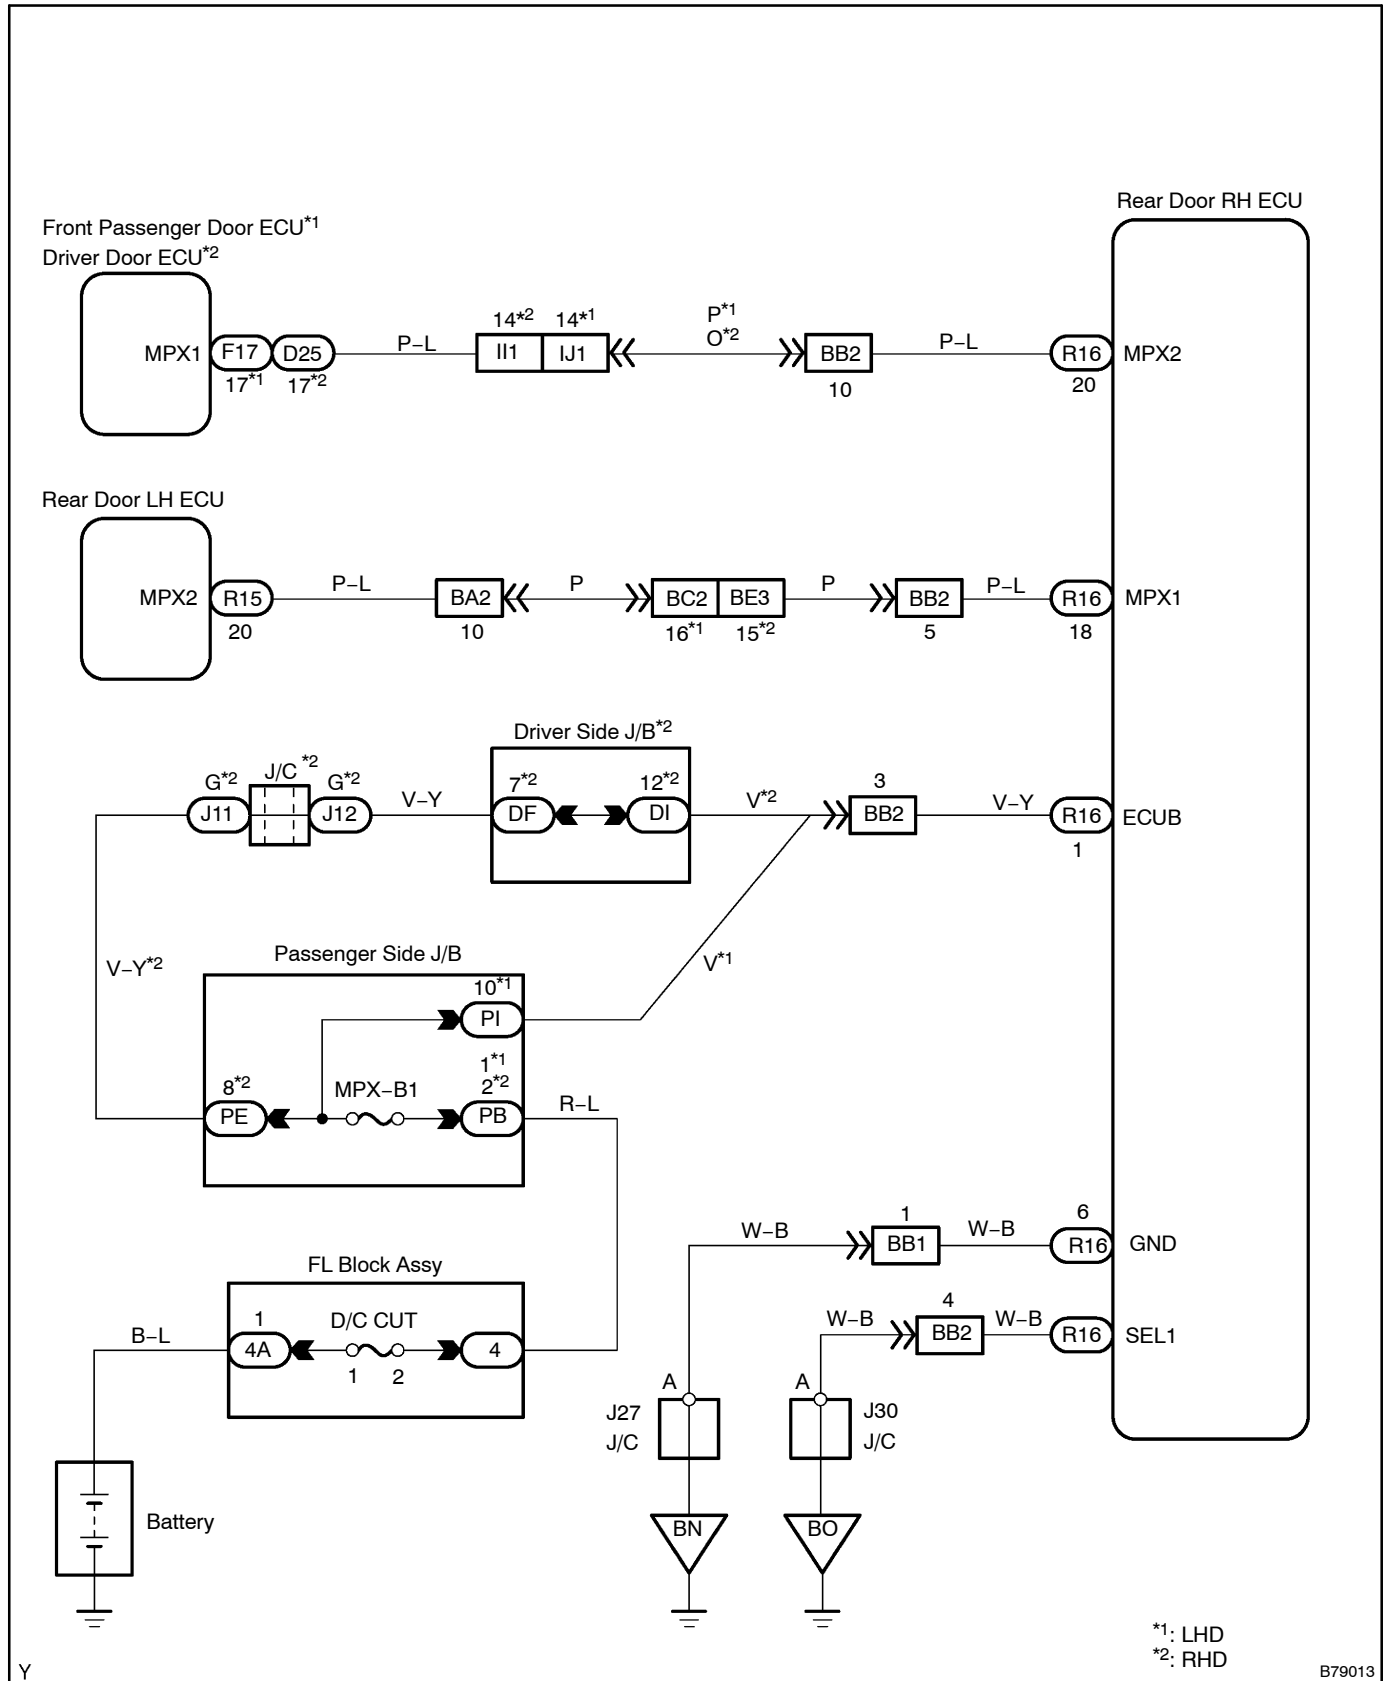 Rear Door RH ECU
Front Passenger Door ECU*1
Driver Door ECU*2
MPX1 F17 D25 P–L II1 IJ1 P*1 O*2 BB2 P–L R16 MPX2
17*1 17*2 14*2 14*1 10 20
Rear Door LH ECU
MPX2 R15 P–L BA2 P BC2 BE3 P BB2 P–L R16 MPX1
20 10 16*1 15*2 5 18
Driver Side J/B*2
G*2 J/C*2 G*2 7*2 12*2 3
J11 J12 V–Y DF DI V*2 BB2 V–Y R16 ECUB
1
Passenger Side J/B
V–Y*2 V*1
10*1
PI
1*1
8*2 MPX–B1 2*2
PE PB R–L
1 6
W–B BB1 W–B R16 GND
FL Block Assy
1 D/C CUT 4
B–L 4A 4 W–B BB2 W–B R16 SEL1
1 2
A A
J27 J30
J/C J/C
Battery BN BO
*1: LHD
*2: RHD
Y B79013